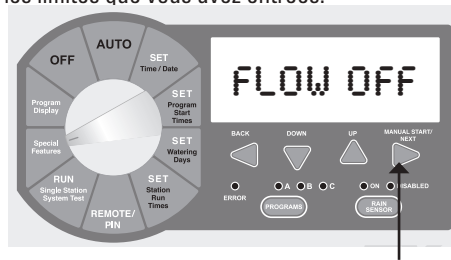 les limites que vous avez entrées.
OFF
AUTO
SET
Time / Date
SET
Program
Start
Times
SET
Watering
Days
SET
Station
Run
Times
REMOTE/
PIN
RUN
Single Station
System Test
Special
Features
Program
Display
FLOW OFF
BACK
DOWN
UP
MANUAL START/
NEXT
ERROR
A B C
PROGRAMS
ON DISABLED
RAIN
SENSOR